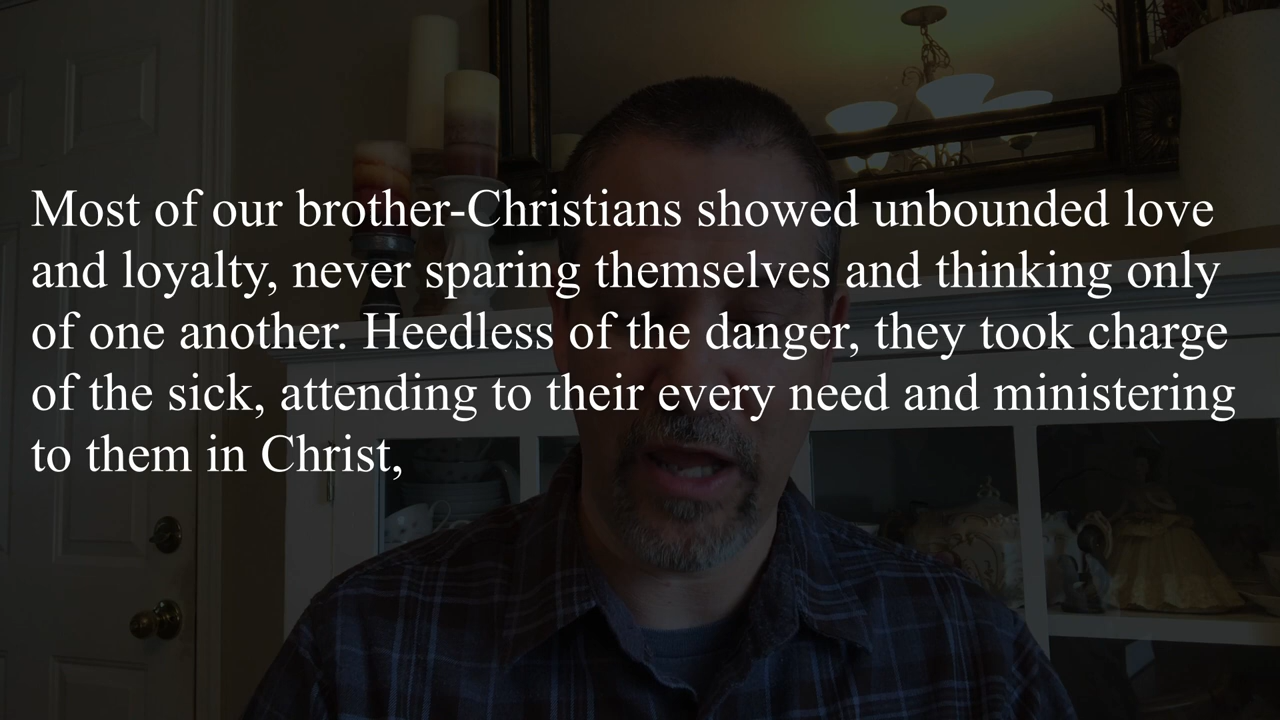 Most of our brother-Christians showed unbounded love
and loyalty, never sparing themselves and thinking only
of one another. Heedless of the danger, they took charge
of the sick, attending to their every need and ministering
to them in Christ,